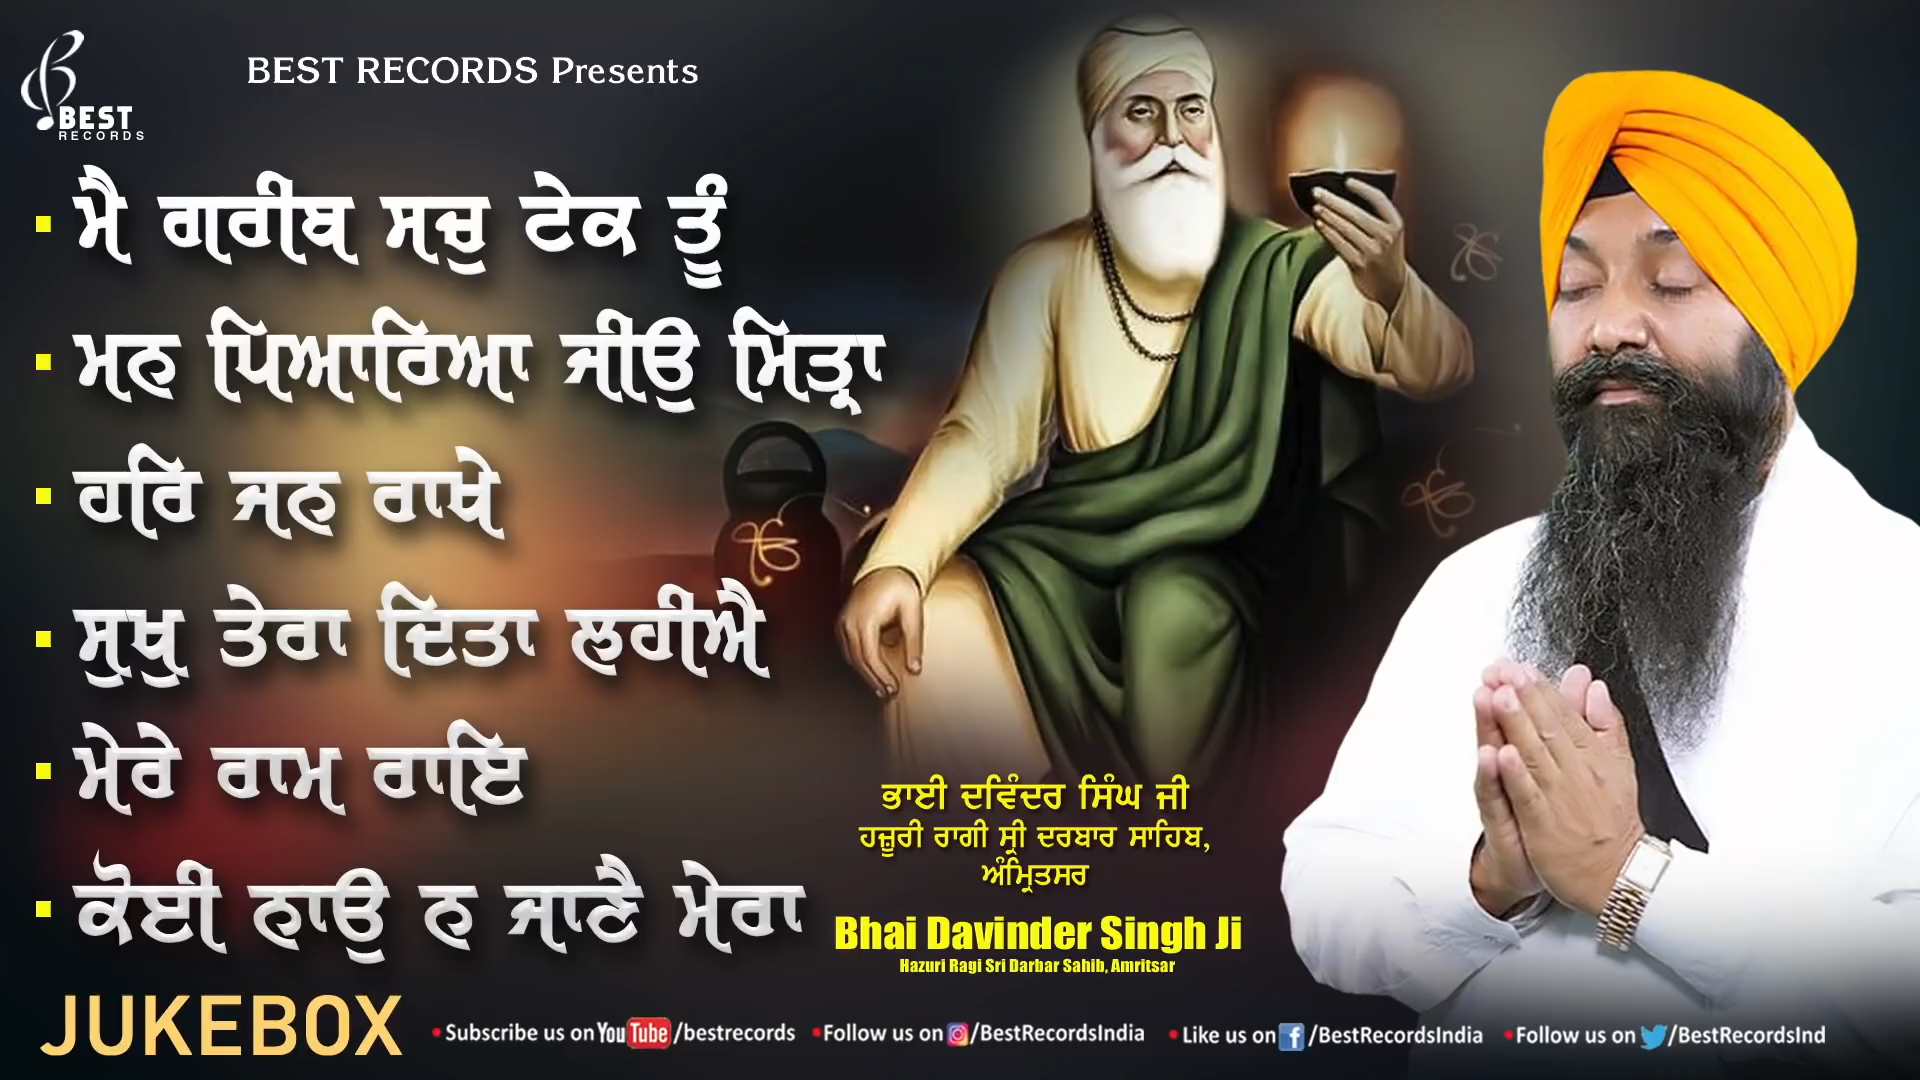 BEST
RECORDS
BEST RECORDS Presents
ਮੈ ਗਰੀਬ ਸਚੁ ਟੇਕ ਤੂੰ
ਮਨ ਪਿਆਰਿਆ ਜੀਉ ਮਿਤ੍ਰਾ
ਹਰਿ ਜਨ ਰਾਖੇ
ਸੁਖੁ ਤੇਰਾ ਦਿਤਾ ਲਹੀਐ
ਮੇਰੇ ਰਾਮ ਰਾਇ
ਕੋਈ ਨਾਉ ਨ ਜਾਣੈ ਮੇਰਾ
ੴ
ੴ
ੴ
ਭਾਈ ਦਵਿੰਦਰ ਸਿੰਘ ਜੀ
ਹਜ਼ੂਰੀ ਰਾਗੀ ਸ੍ਰੀ ਦਰਬਾਰ ਸਾਹਿਬ,
ਅੰਮ੍ਰਿਤਸਰ
Bhai Davinder Singh Ji
Hazuri Ragi Sri Darbar Sahib, Amritsar
JUKEBOX
Subscribe us on YouTube/bestrecords
Follow us on /BestRecordsIndia
Like us on f/BestRecordsIndia
Follow us on /BestRecordsInd